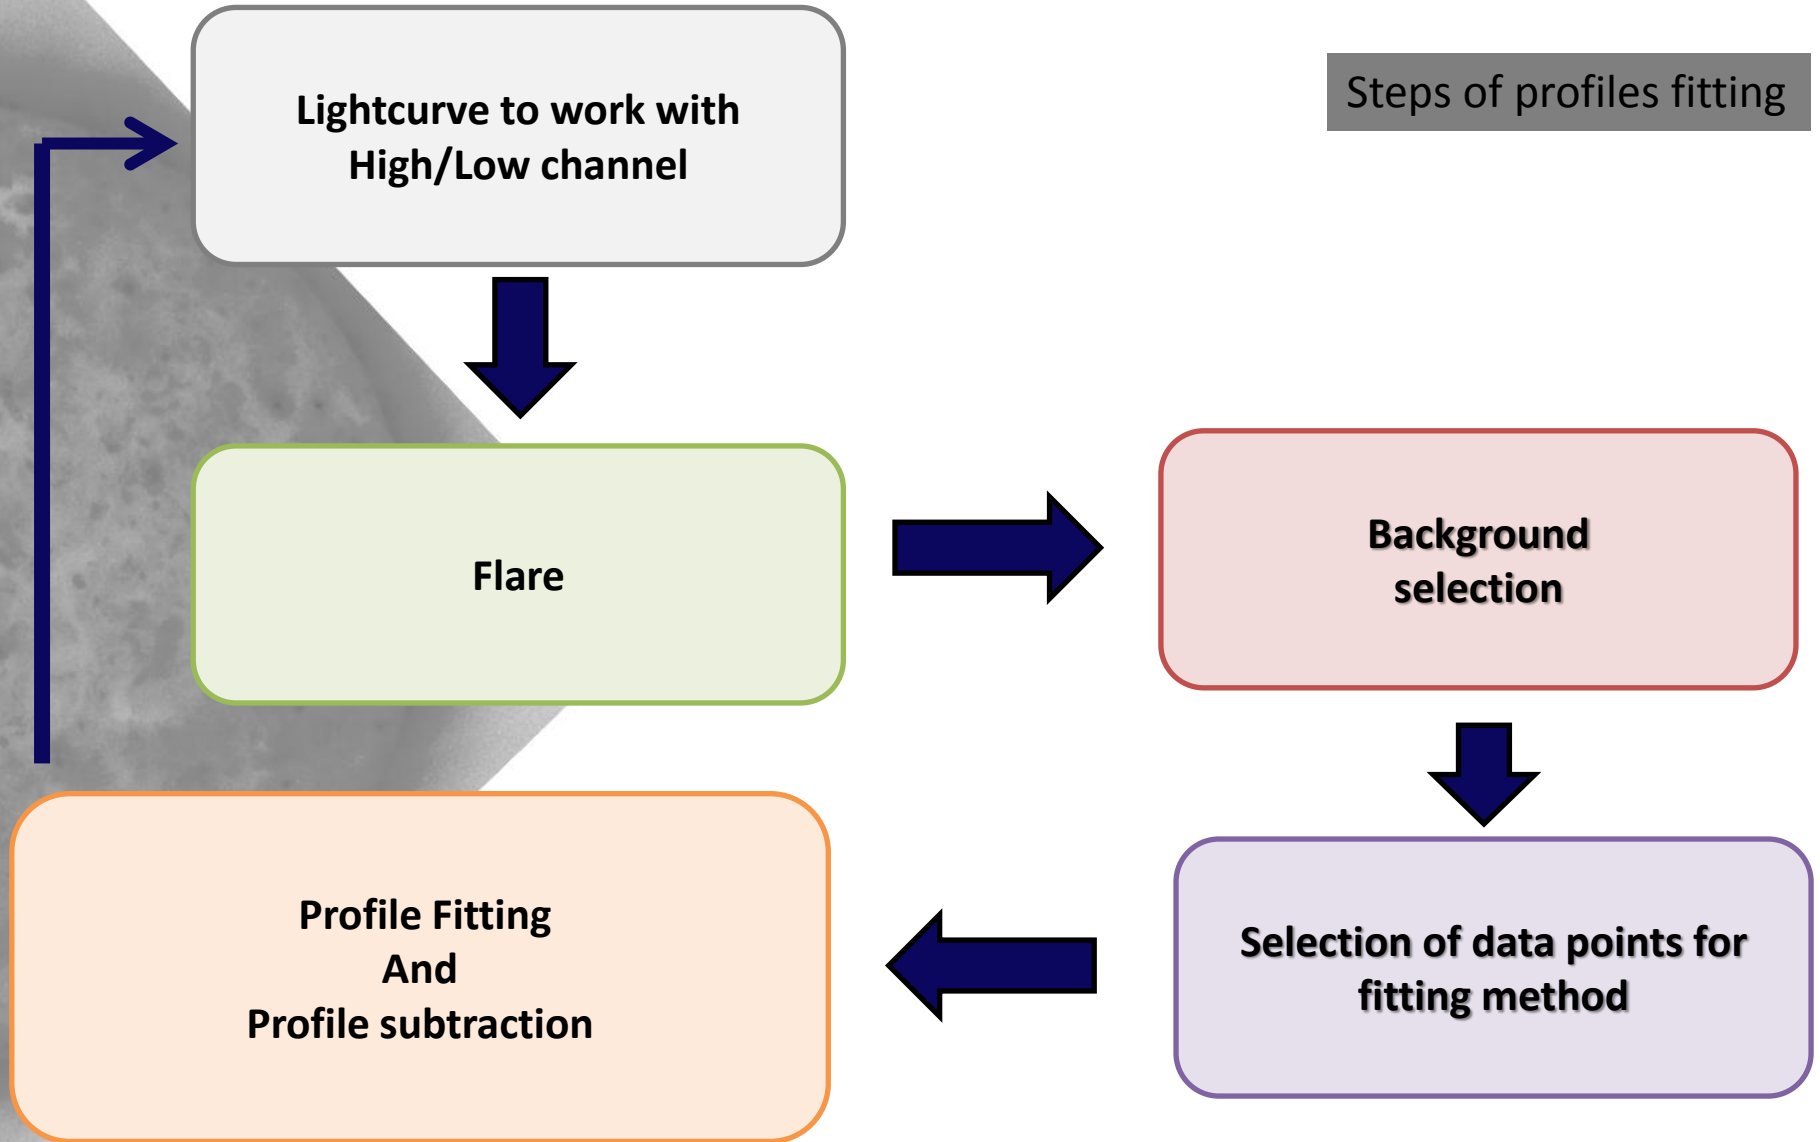 Steps of profiles fitting
Lightcurve to work with
High/Low channel
Flare
Background
selection
Selection of data points for
fitting method
Profile Fitting
And
Profile subtraction